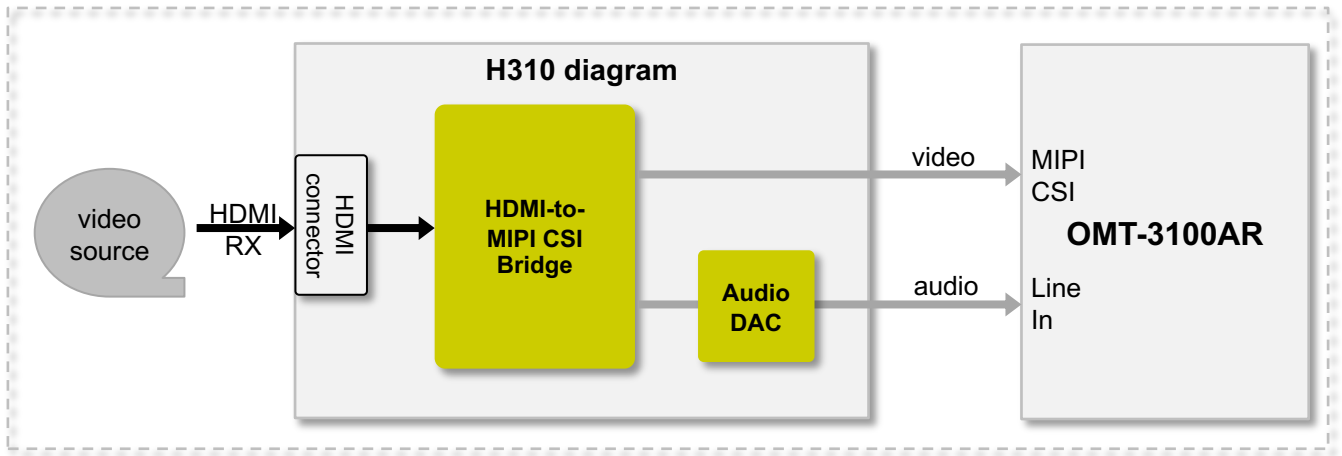 H310 diagram
video
source
HDMI
RX
HDMI
connector
HDMI-to-
MIPI CSI
Bridge
Audio
DAC
video
audio
MIPI
CSI
OMT-3100AR
Line
In